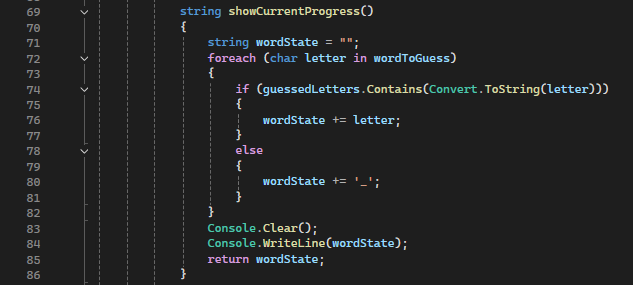 69 string showCurrentProgress()
70 {
71 string wordState = "";
72 foreach (char letter in wordToGuess)
73 {
74 if (guessedLetters.Contains(Convert.ToString(letter)))
75 {
76 wordState += letter;
77 }
78 else
79 {
80 wordState += '_';
81 }
82 }
83 Console.Clear();
84 Console.WriteLine(wordState);
85 return wordState;
86 }